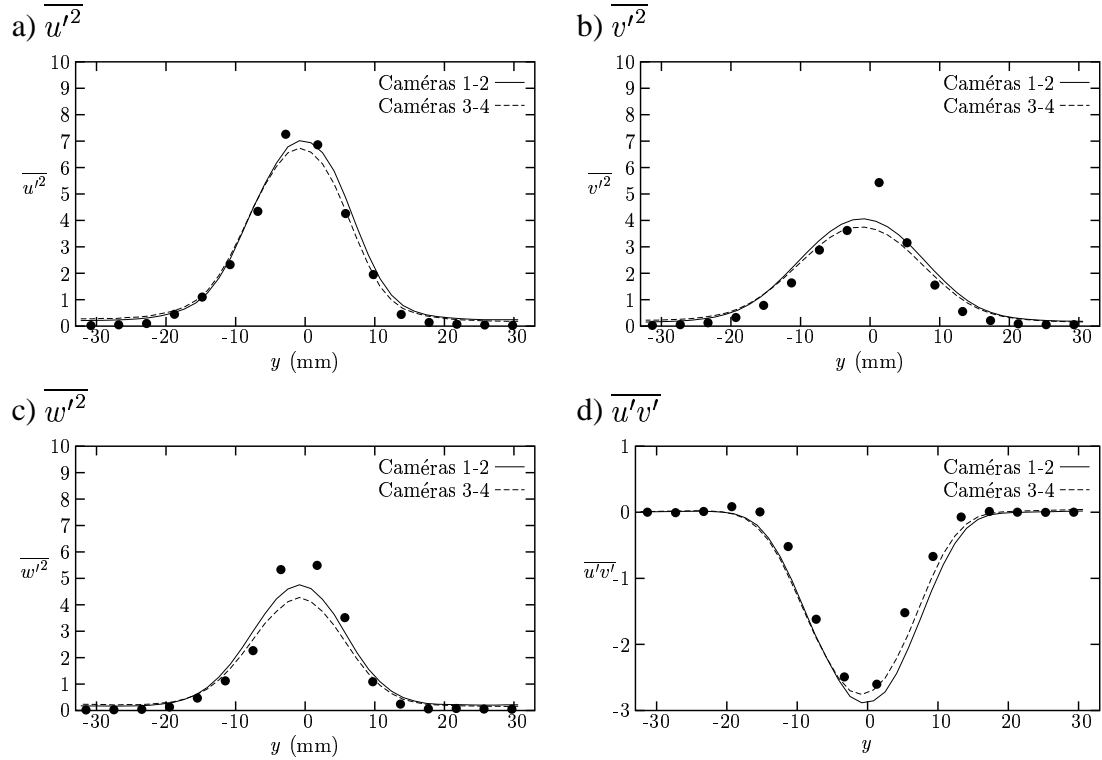 a) u′²
b) v′²
10
9
8
7
6
5
4
3
2
1
0
u′²
-30 -20 -10 0 10 20 30
y (mm)
Caméras 1-2
Caméras 3-4
10
9
8
7
6
5
4
3
2
1
0
v′²
-30 -20 -10 0 10 20 30
y (mm)
Caméras 1-2
Caméras 3-4
c) w′²
d) u′v′
10
9
8
7
6
5
4
3
2
1
0
w′²
-30 -20 -10 0 10 20 30
y (mm)
Caméras 1-2
Caméras 3-4
1
0
-1
-2
-3
u′v′
-30 -20 -10 0 10 20 30
y
Caméras 1-2
Caméras 3-4